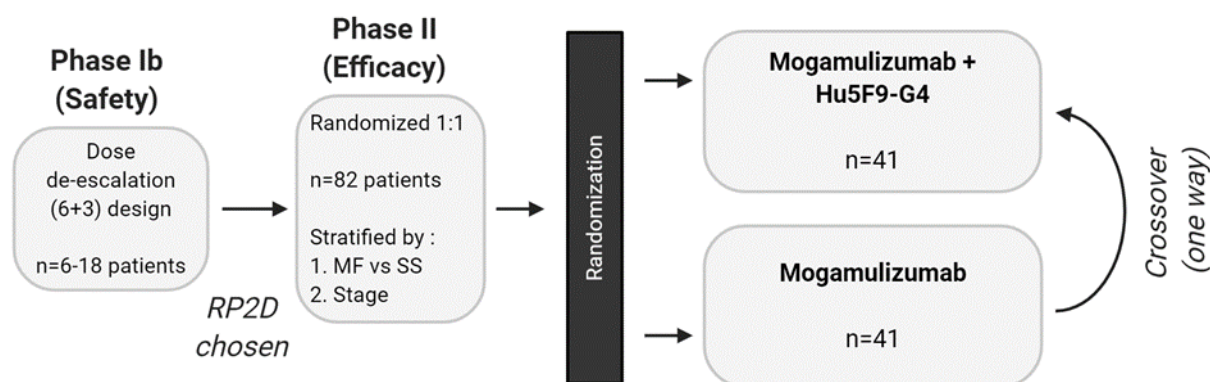 Phase Ib
(Safety)
Dose
de-escalation
(6+3) design
n=6-18 patients
RP2D
chosen
Phase II
(Efficacy)
Randomized 1:1
n=82 patients
Stratified by :
1. MF vs SS
2. Stage
Randomization
Mogamulizumab +
Hu5F9-G4
n=41
Mogamulizumab
n=41
Crossover
(one way)